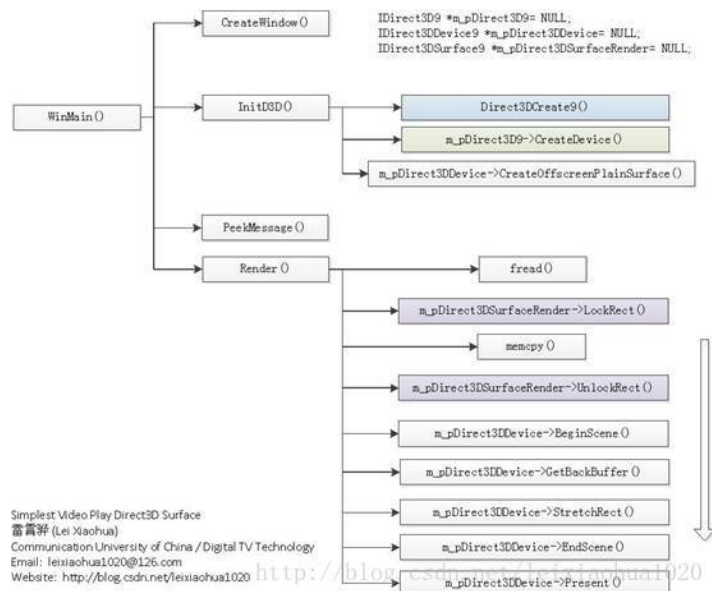 CreateWindow()
IDirect3D9 *m_pDirect3D9= NULL;
IDirect3DDevice9 *m_pDirect3DDevice= NULL;
IDirect3DSurface9 *m_pDirect3DSurfaceRender= NULL;
WinMain()
InitD3D()
Direct3DCreate9()
m_pDirect3D9->CreateDevice()
m_pDirect3DDevice->CreateOffscreenPlainSurface()
PeekMessage()
Render()
fread()
m_pDirect3DSurfaceRender->LockRect()
memcpy()
m_pDirect3DSurfaceRender->UnlockRect()
m_pDirect3DDevice->BeginScene()
m_pDirect3DDevice->GetBackBuffer()
m_pDirect3DDevice->StretchRect()
m_pDirect3DDevice->EndScene()
m_pDirect3DDevice->Present()
Simplest Video Play Direct3D Surface
雷霄骅 (Lei Xiaohua)
Communication University of China / Digital TV Technology
Email: leixiaohua1020@126.com
Website: http://blog.csdn.net/leixiaohua1020
http://blog.csdn.net/leixiaohua1020